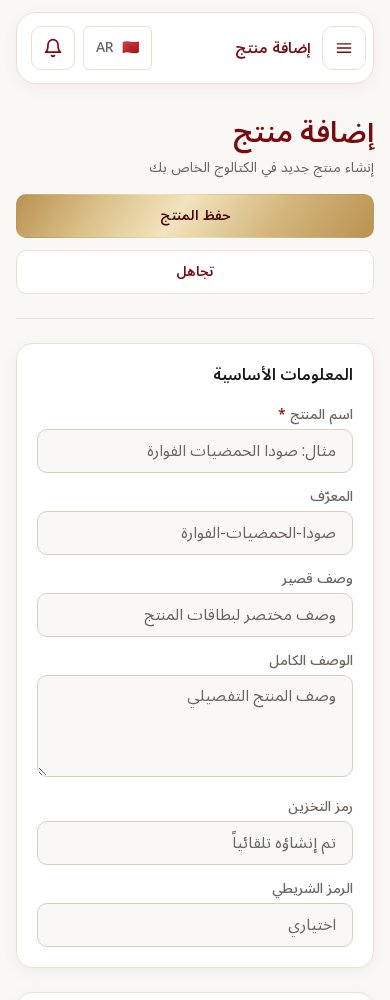 إضافة منتج
AR
إضافة منتج
إنشاء منتج جديد في الكتالوج الخاص بك
حفظ المنتج
تجاهل
المعلومات الأساسية
اسم المنتج *
مثال: صودا الحمضيات الفوارة
المعرّف
صودا-الحمضيات-الفوارة
وصف قصير
وصف مختصر لبطاقات المنتج
الوصف الكامل
وصف المنتج التفصيلي
رمز التخزين
تم إنشاؤه تلقائياً
الرمز الشريطي
اختياري